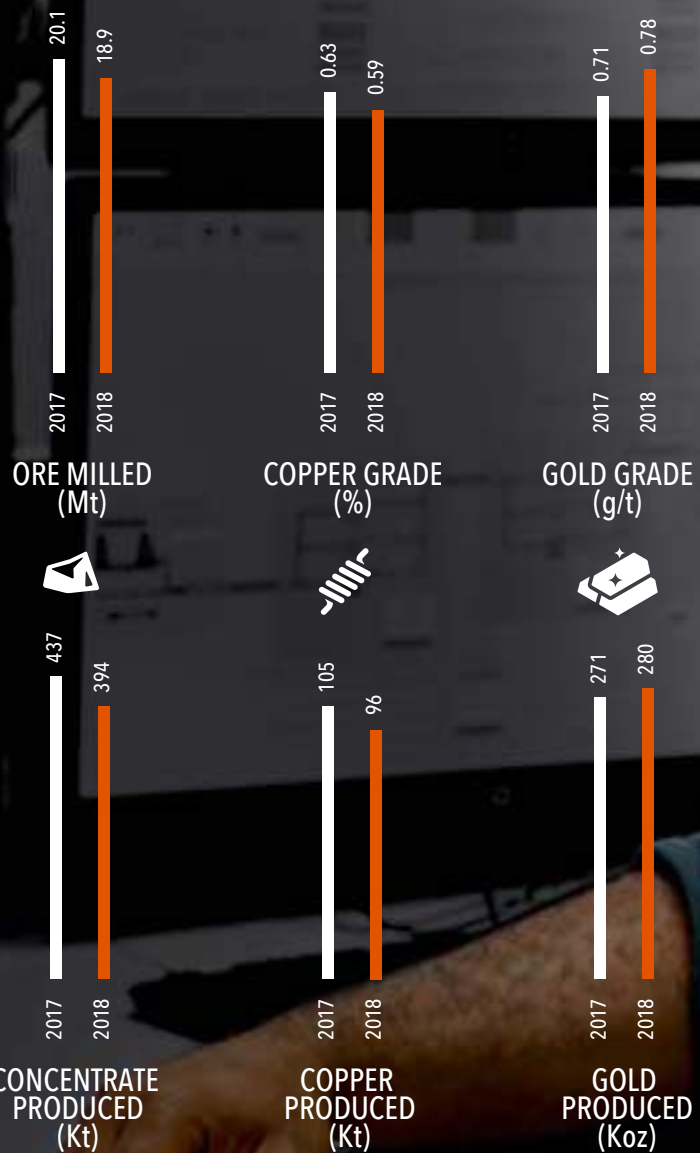 20.1
18.9
2017
2018
ORE MILLED
(Mt)
0.63
0.59
2017
2018
COPPER GRADE
(%)
0.71
0.78
2017
2018
GOLD GRADE
(g/t)
437
394
2017
2018
CONCENTRATE
PRODUCED
(Kt)
105
96
2017
2018
COPPER
PRODUCED
(Kt)
271
280
2017
2018
GOLD
PRODUCED
(Koz)